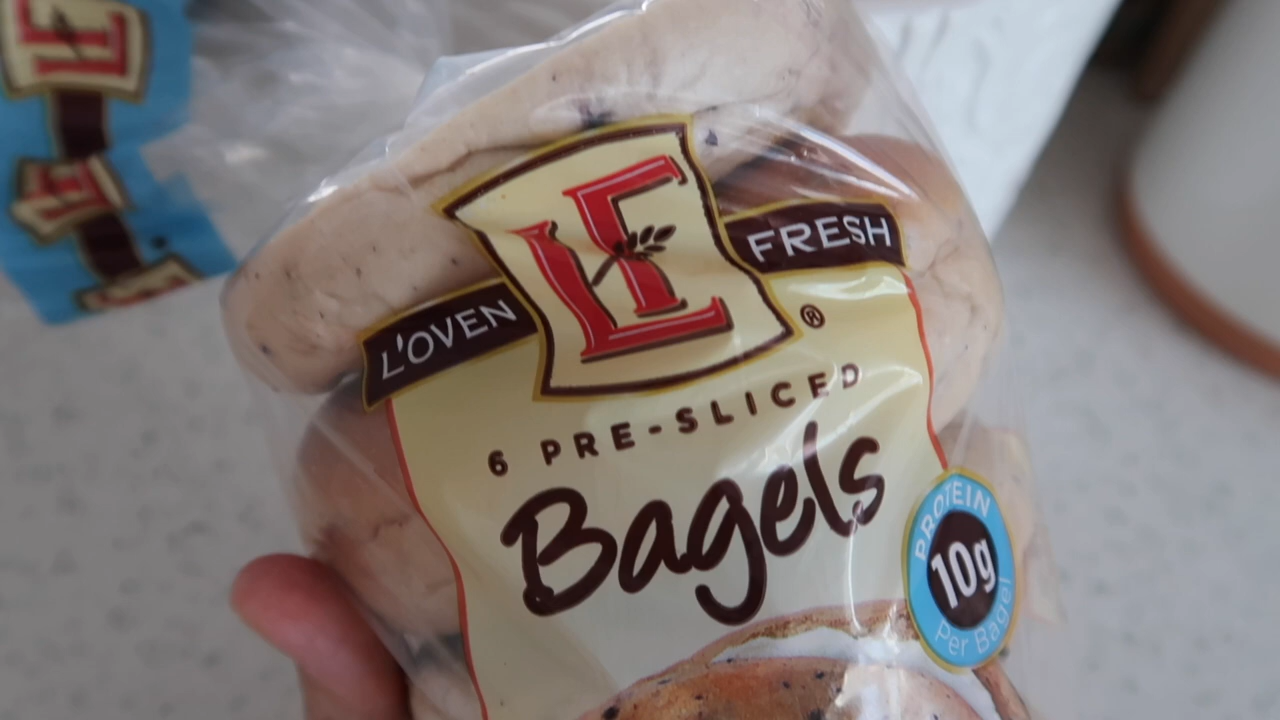 L'OVEN
FRESH
®
6 PRE-SLICED
Bagels
PROTEIN
10g
Per Bagel